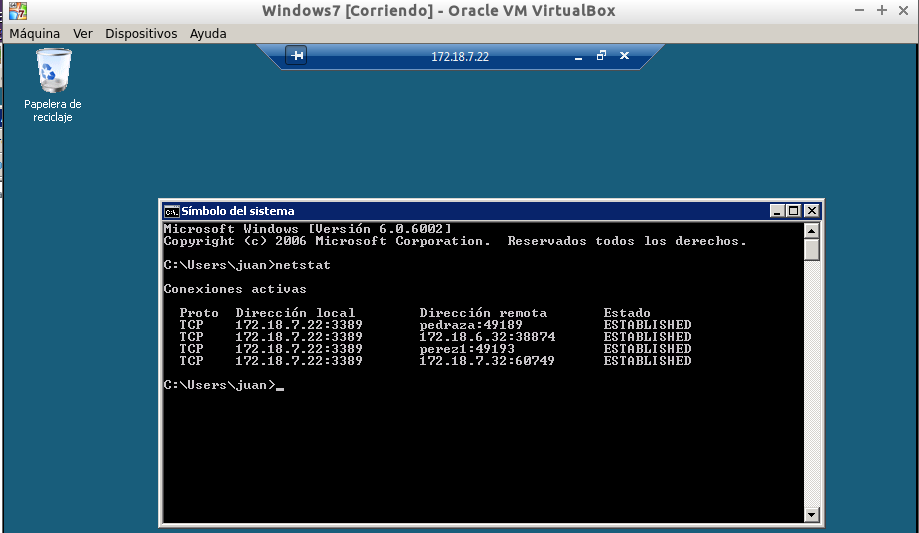 Windows7 [Corriendo] - Oracle VM VirtualBox
Máquina Ver Dispositivos Ayuda
172.18.7.22
Papelera de
reciclaje
Símbolo del sistema
Microsoft Windows [Versión 6.0.6002]
Copyright (c) 2006 Microsoft Corporation. Reservados todos los derechos.
C:\Users\juan>netstat
Conexiones activas
Proto Dirección local Dirección remota Estado
TCP 172.18.7.22:3389 pedraza:49189 ESTABLISHED
TCP 172.18.7.22:3389 172.18.6.32:38874 ESTABLISHED
TCP 172.18.7.22:3389 perez1:49193 ESTABLISHED
TCP 172.18.7.22:3389 172.18.7.32:60749 ESTABLISHED
C:\Users\juan>_